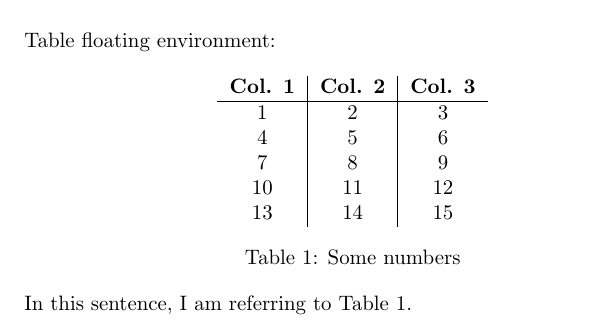 Table floating environment:
Col. 1 Col. 2 Col. 3
1 2 3
4 5 6
7 8 9
10 11 12
13 14 15
Table 1: Some numbers
In this sentence, I am referring to Table 1.